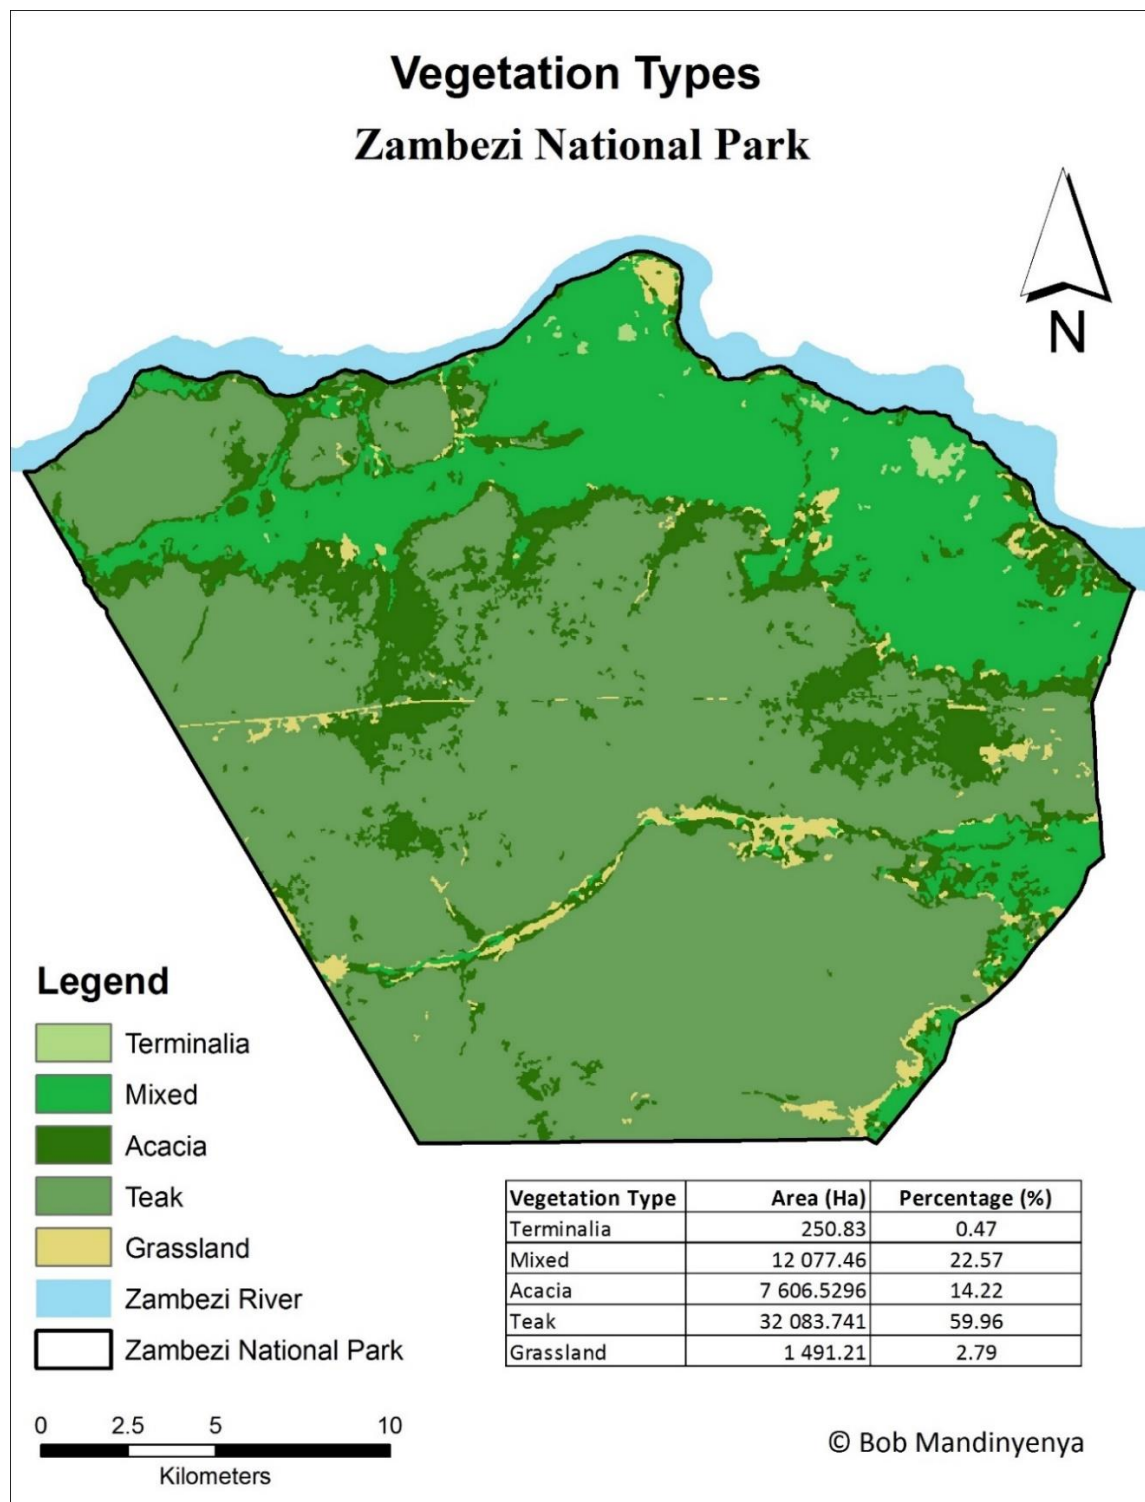 Vegetation Types
Zambezi National Park
N
Legend
Terminalia
Mixed
Acacia
Teak
Grassland
Zambezi River
Zambezi National Park
Vegetation Type Area (Ha) Percentage (%)
Terminalia 250.83 0.47
Mixed 12 077.46 22.57
Acacia 7 606.5296 14.22
Teak 32 083.741 59.96
Grassland 1 491.21 2.79
0 2.5 5 10
Kilometers
© Bob Mandinyenya